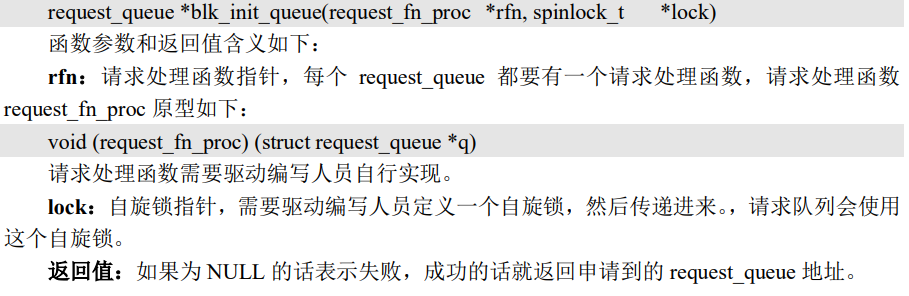 request_queue *blk_init_queue(request_fn_proc *rfn, spinlock_t *lock)
函数参数和返回值含义如下：
rfn：请求处理函数指针，每个 request_queue 都要有一个请求处理函数，请求处理函数
request_fn_proc 原型如下：
void (request_fn_proc) (struct request_queue *q)
请求处理函数需要驱动编写人员自行实现。
lock：自旋锁指针，需要驱动编写人员定义一个自旋锁，然后传递进来。，请求队列会使用
这个自旋锁。
返回值：如果为 NULL 的话表示失败，成功的话就返回申请到的 request_queue 地址。